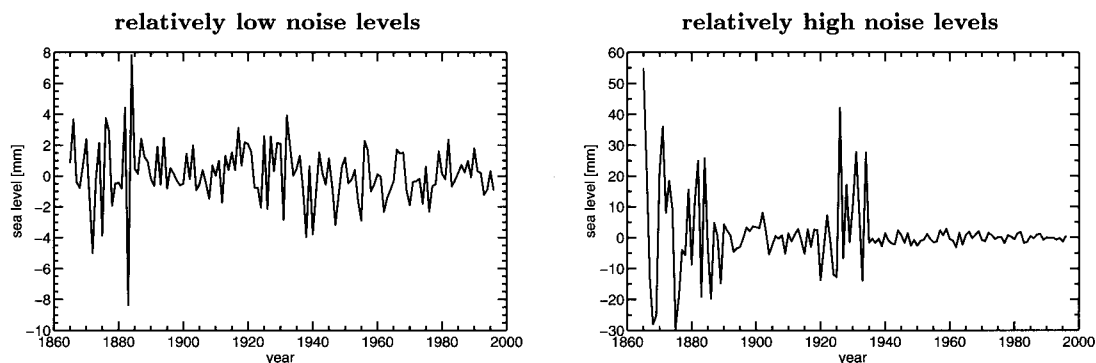 relatively low noise levels
8
6
4
2
0
−2
−4
−6
−8
−10
sea level [mm]
1860 1880 1900 1920 1940 1960 1980 2000
year
relatively high noise levels
60
50
40
30
20
10
0
−10
−20
−30
sea level [mm]
1860 1880 1900 1920 1940 1960 1980 2000
year